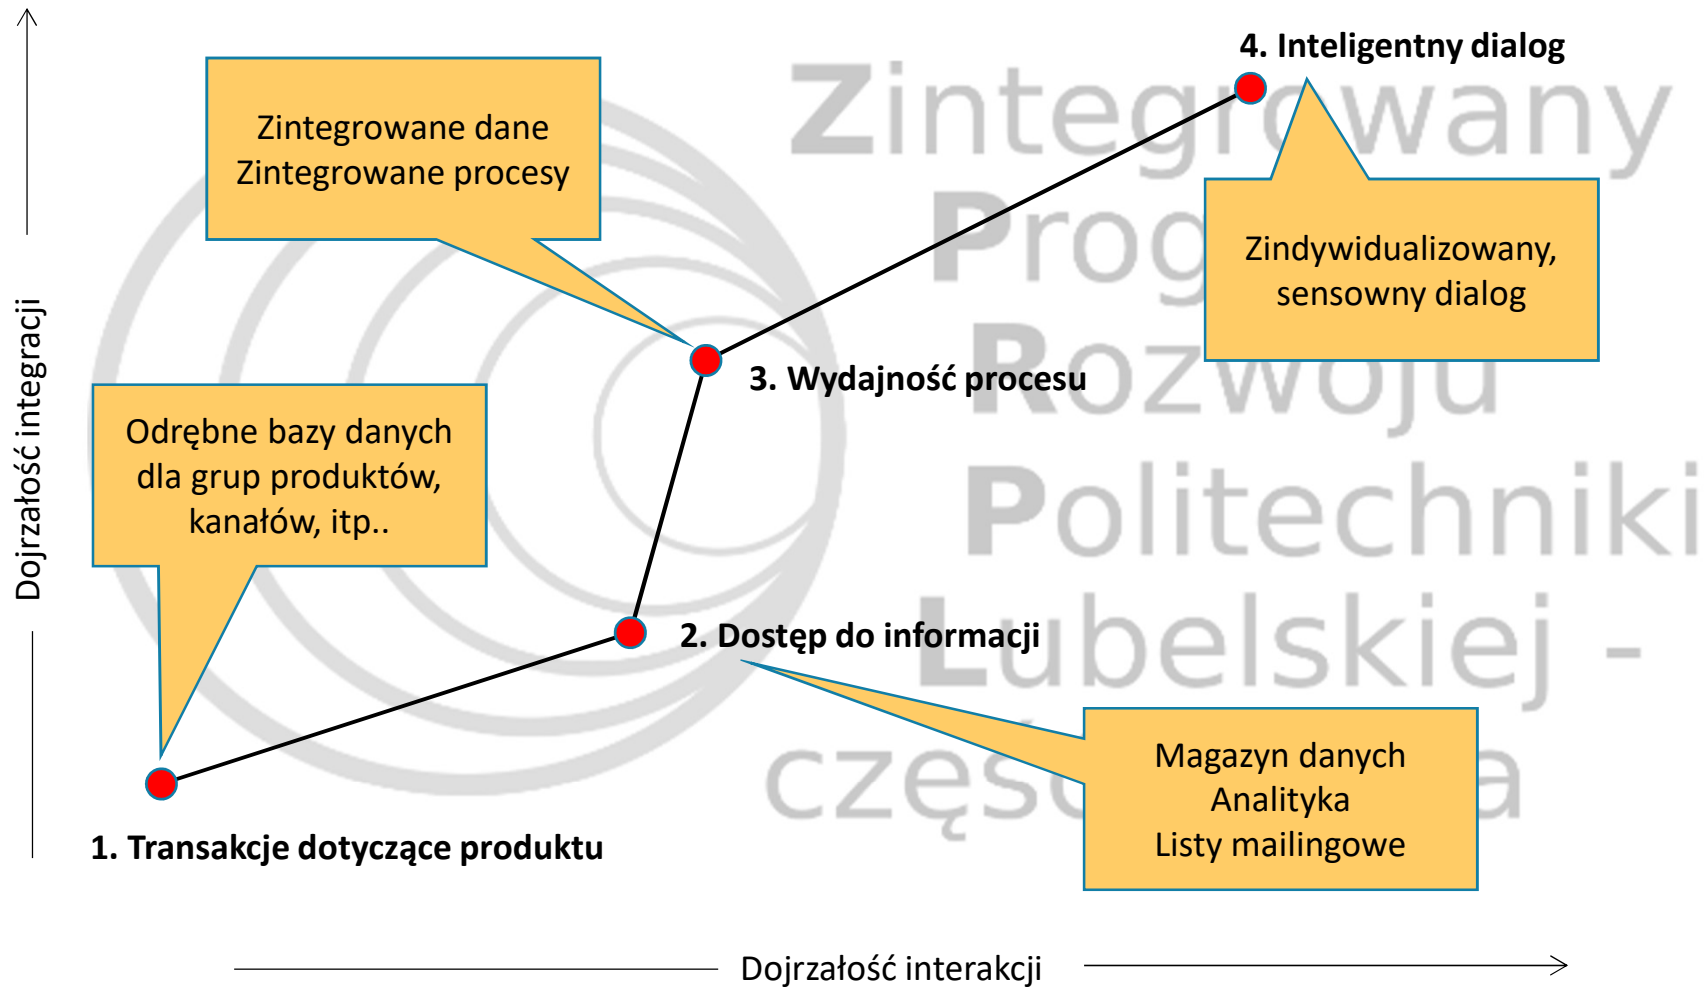 4. Inteligentny dialog
Zintegrowane dane
Zintegrowane procesy
Zindywidualizowany,
sensowny dialog
3. Wydajność procesu
Odrębne bazy danych
dla grup produktów,
kanałów, itp..
2. Dostęp do informacji
Magazyn danych
Analityka
Listy mailingowe
1. Transakcje dotyczące produktu
Dojrzałość integracji
Dojrzałość interakcji
Zintegrowany
Rozwoju
Politechniki
Lubelskiej -